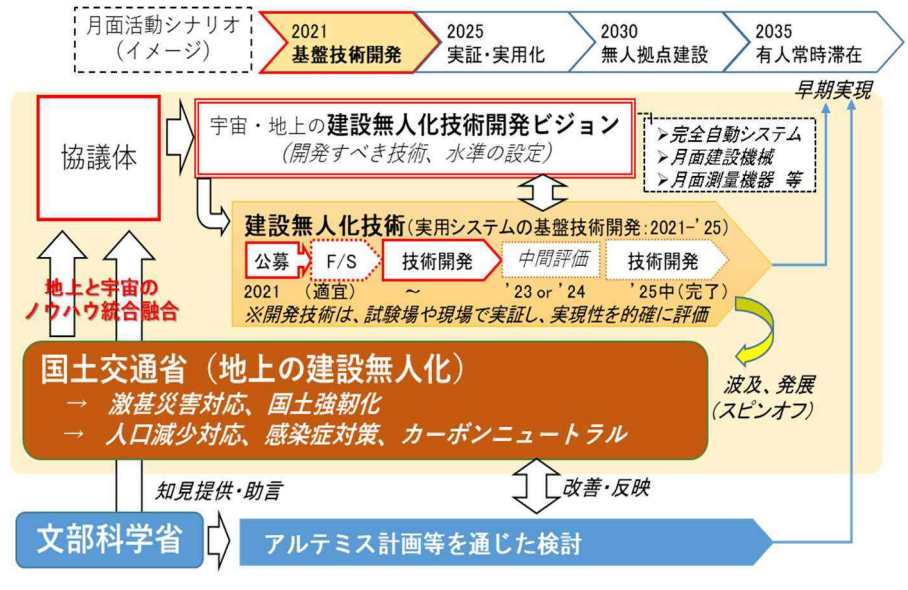 月面活動シナリオ
（イメージ）
2021
基盤技術開発
2025
実証・実用化
2030
無人拠点建設
2035
有人常時滞在
早期実現
協議体
宇宙・地上の建設無人化技術開発ビジョン
（開発すべき技術、水準の設定）
➢完全自動システム
➢月面建設機械
➢月面測量機器 等
建設無人化技術(実用システムの基盤技術開発:2021-'25)
公募
F/S
技術開発
中間評価
技術開発
2021
（適宜）
～
'23 or '24
'25中(完了)
※開発技術は、試験場や現場で実証し、実現性を的確に評価
地上と宇宙の
ノウハウ統合融合
国土交通省（地上の建設無人化）
→ 激甚災害対応、国土強靭化
→ 人口減少対応、感染症対策、カーボンニュートラル
波及、発展
(スピンオフ)
知見提供・助言
改善・反映
文部科学省
アルテミス計画等を通じた検討